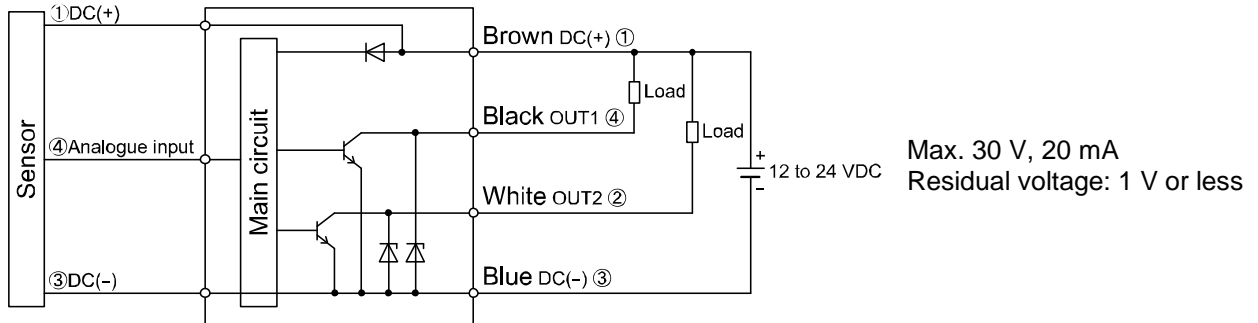 ①DC(+)
Brown DC(+) ①
Load
Black OUT1 ④
Load
Sensor
④Analogue input
Main circuit
+
12 to 24 VDC
-
Max. 30 V, 20 mA
Residual voltage: 1 V or less
White OUT2 ②
③DC(−)
Blue DC(−) ③